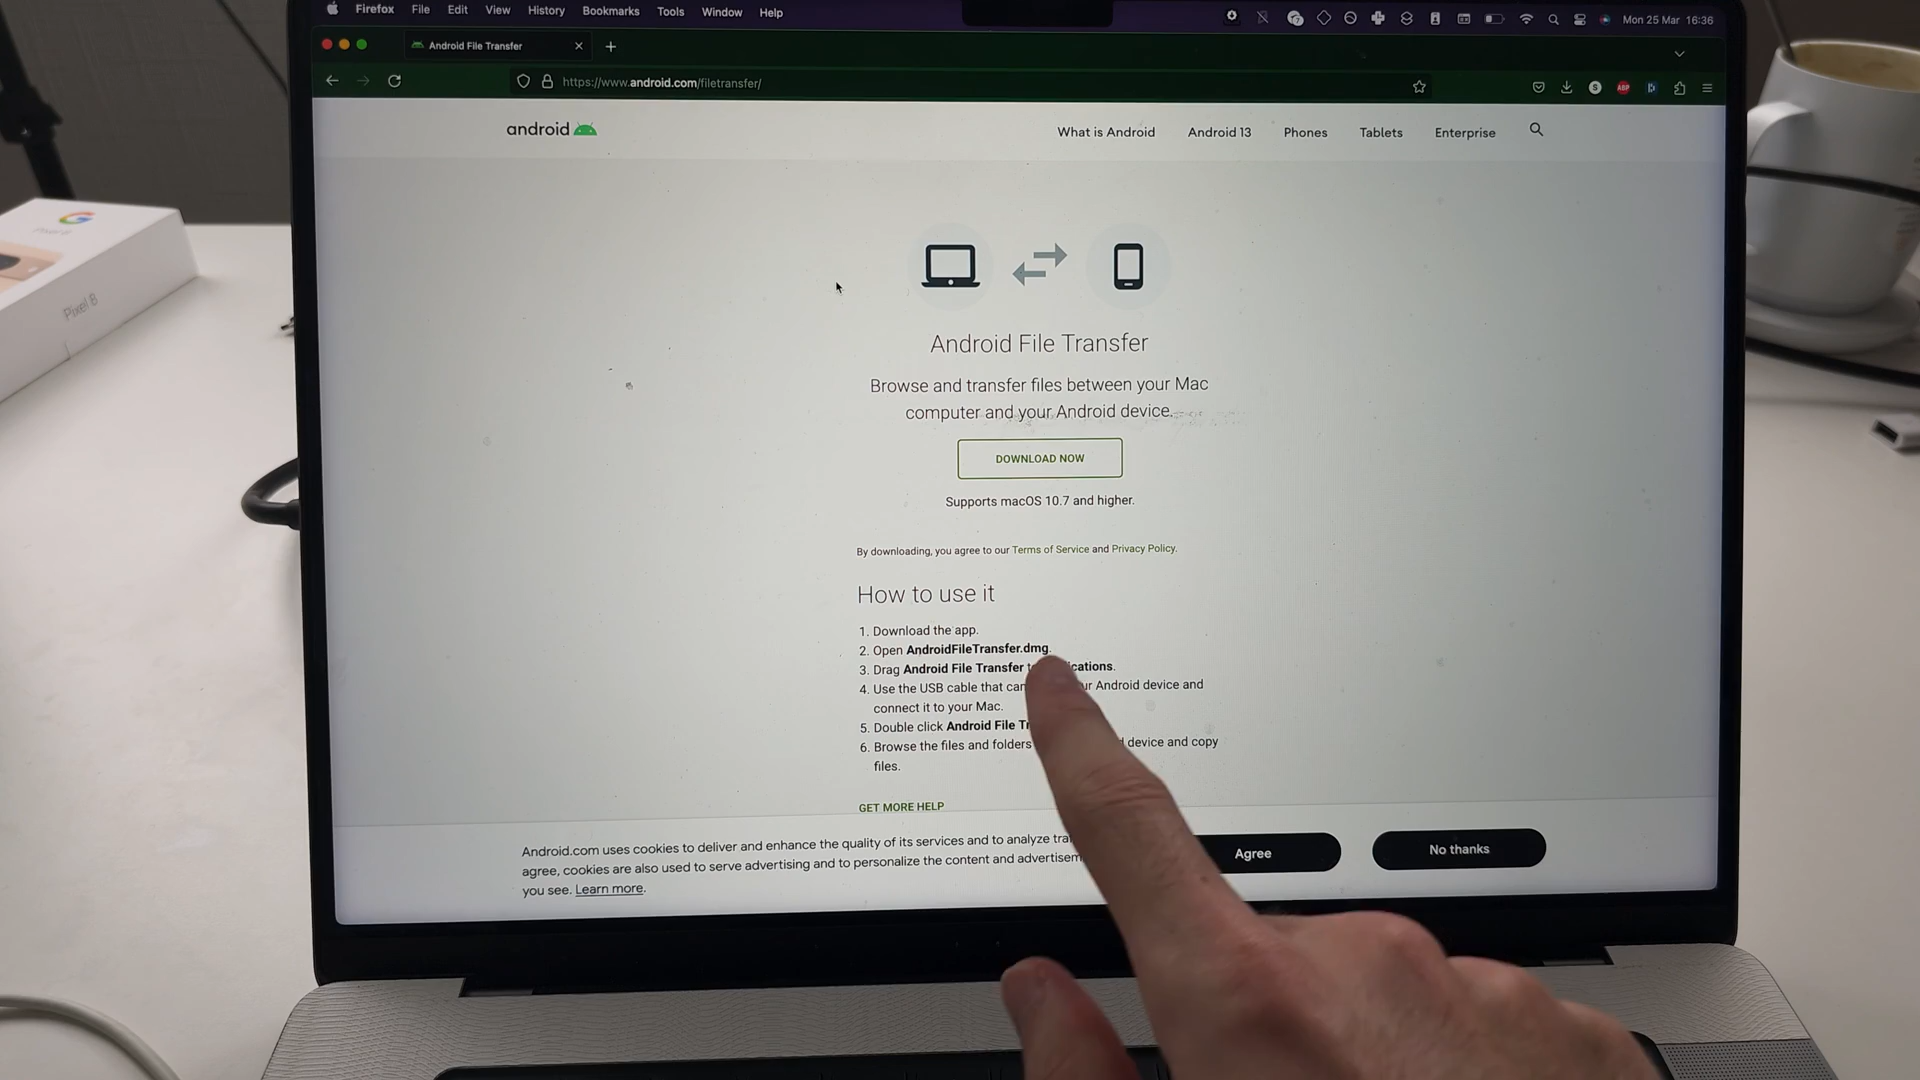 Firefox File Edit View History Bookmarks Tools Window Help
Mon 25 Mar 16:36
Android File Transfer
https://www.android.com/filetransfer/
ABP
android
What is Android Android 13 Phones Tablets Enterprise
Android File Transfer
Browse and transfer files between your Mac
computer and your Android device.
DOWNLOAD NOW
Supports macOS 10.7 and higher.
By downloading, you agree to our Terms of Service and Privacy Policy.
How to use it
1. Download the app.
2. Open AndroidFileTransfer.dmg.
3. Drag Android File Transfer
4. Use the USB cable that Android device and
connect it to your Mac.
5. Double click Android File
6. Browse the files and folders device and copy
files.
GET MORE HELP
Android.com uses cookies to deliver and enhance the quality of its services and to analyze
agree, cookies are also used to serve advertising and to personalize the content and
you see. Learn more.
Agree
No thanks
G
Pixel 8
Pixel 8